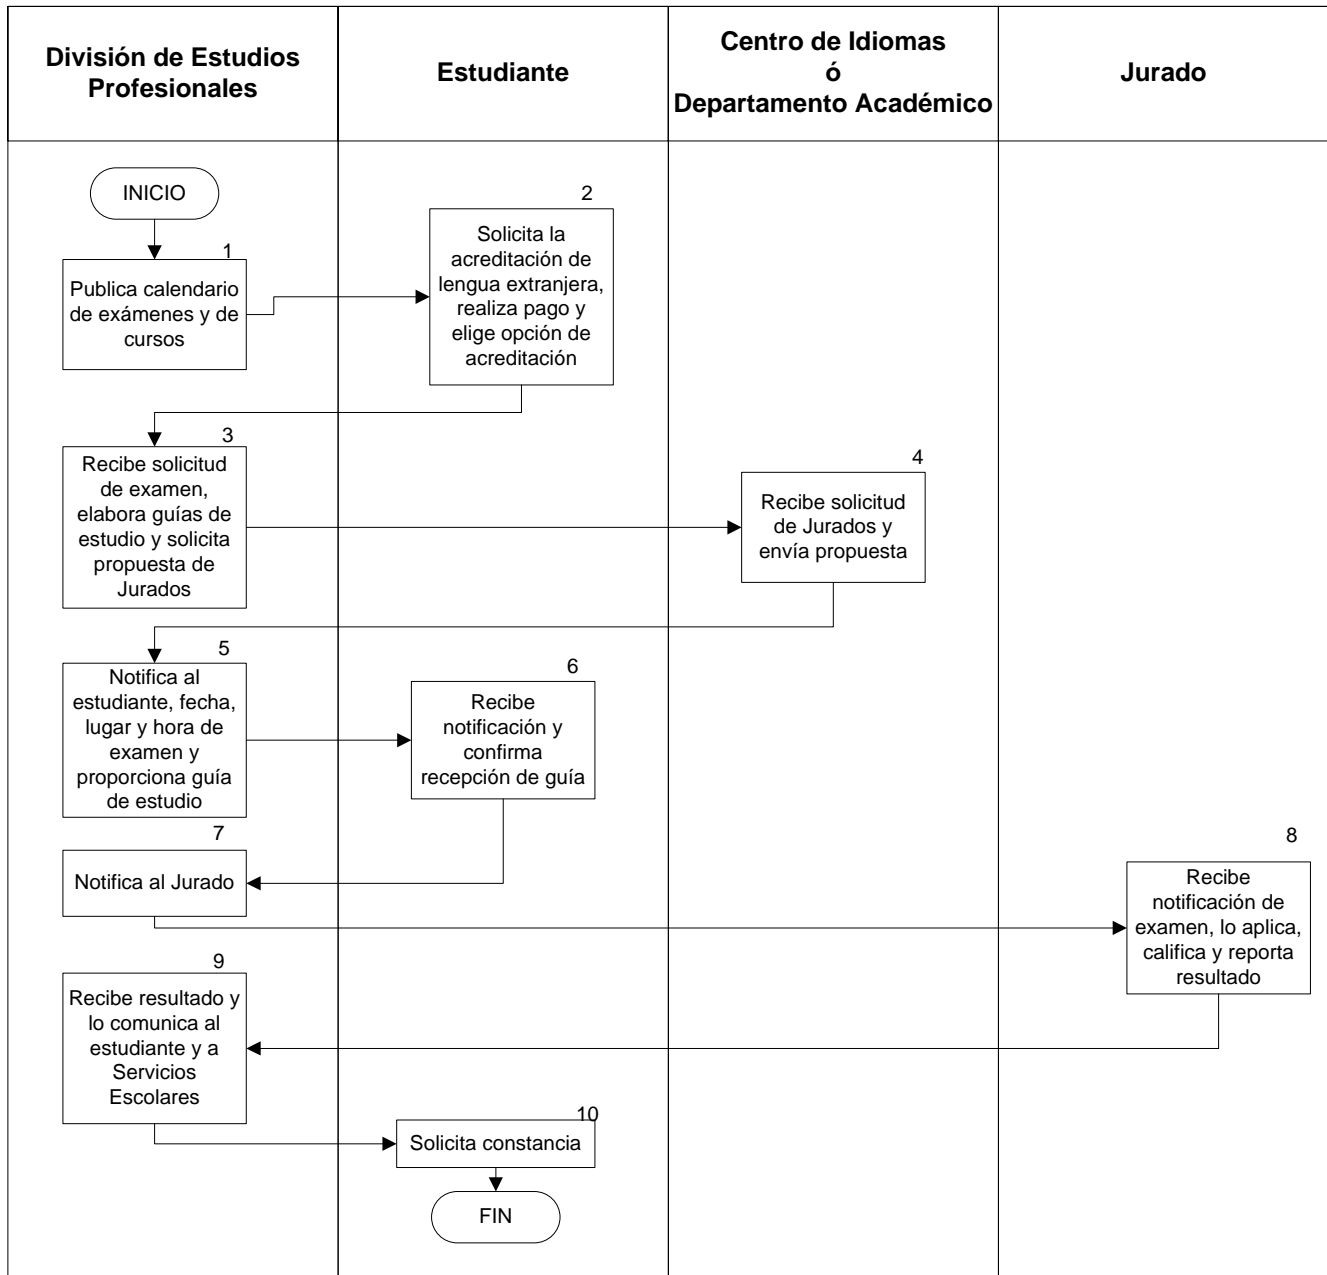 División de Estudios
Profesionales
Estudiante
Centro de Idiomas
ó
Departamento Académico
Jurado
INICIO
1
Publica calendario
de exámenes y de
cursos
2
Solicita la
acreditación de
lengua extranjera,
realiza pago y
elige opción de
acreditación
3
Recibe solicitud
de examen,
elabora guías de
estudio y solicita
propuesta de
Jurados
4
Recibe solicitud
de Jurados y
envía propuesta
5
Notifica al
estudiante, fecha,
lugar y hora de
examen y
proporciona guía
de estudio
6
Recibe
notificación y
confirma
recepción de guía
7
Notifica al Jurado
8
Recibe
notificación de
examen, lo aplica,
califica y reporta
resultado
9
Recibe resultado y
lo comunica al
estudiante y a
Servicios
Escolares
10
Solicita constancia
FIN